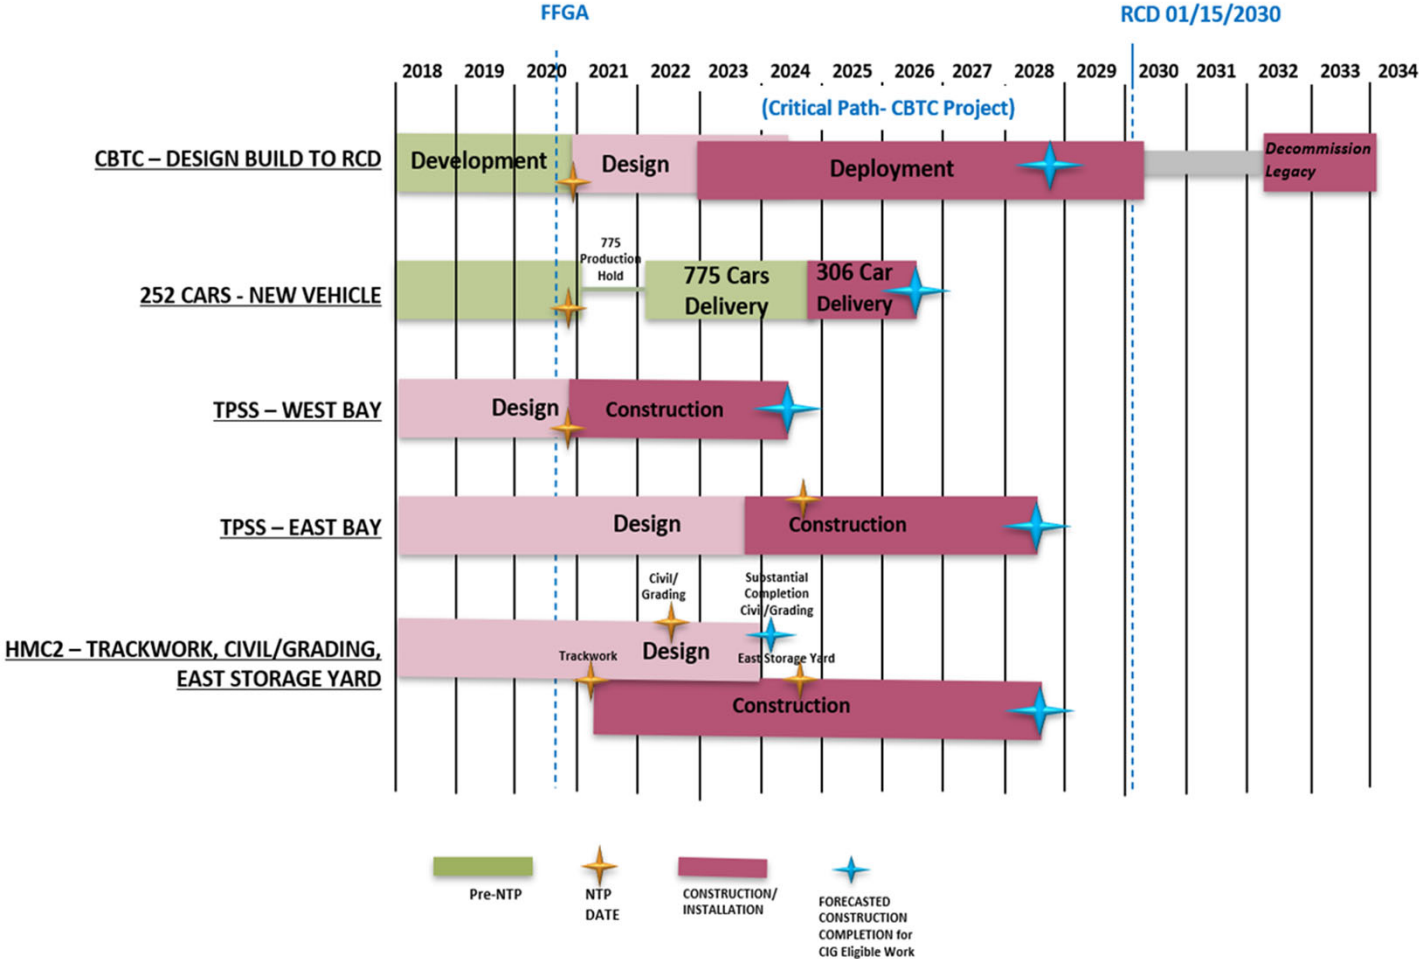 FFGA
RCD 01/15/2030
2018 2019 2020 2021 2022 2023 2024 2025 2026 2027 2028 2029 2030 2031 2032 2033 2034
(Critical Path- CBTC Project)
CBTC – DESIGN BUILD TO RCD
Development
Design
Deployment
Decommission
Legacy
252 CARS - NEW VEHICLE
775
Production
Hold
775 Cars
Delivery
306 Car
Delivery
TPSS – WEST BAY
Design
Construction
TPSS – EAST BAY
Design
Construction
HMC2 – TRACKWORK, CIVIL/GRADING,
EAST STORAGE YARD
Civil/
Grading
Substantial
Completion
Civil/Grading
Trackwork
Design
East Storage Yard
Construction
Pre-NTP
NTP
DATE
CONSTRUCTION/
INSTALLATION
FORECASTED
CONSTRUCTION
COMPLETION for
CIG Eligible Work